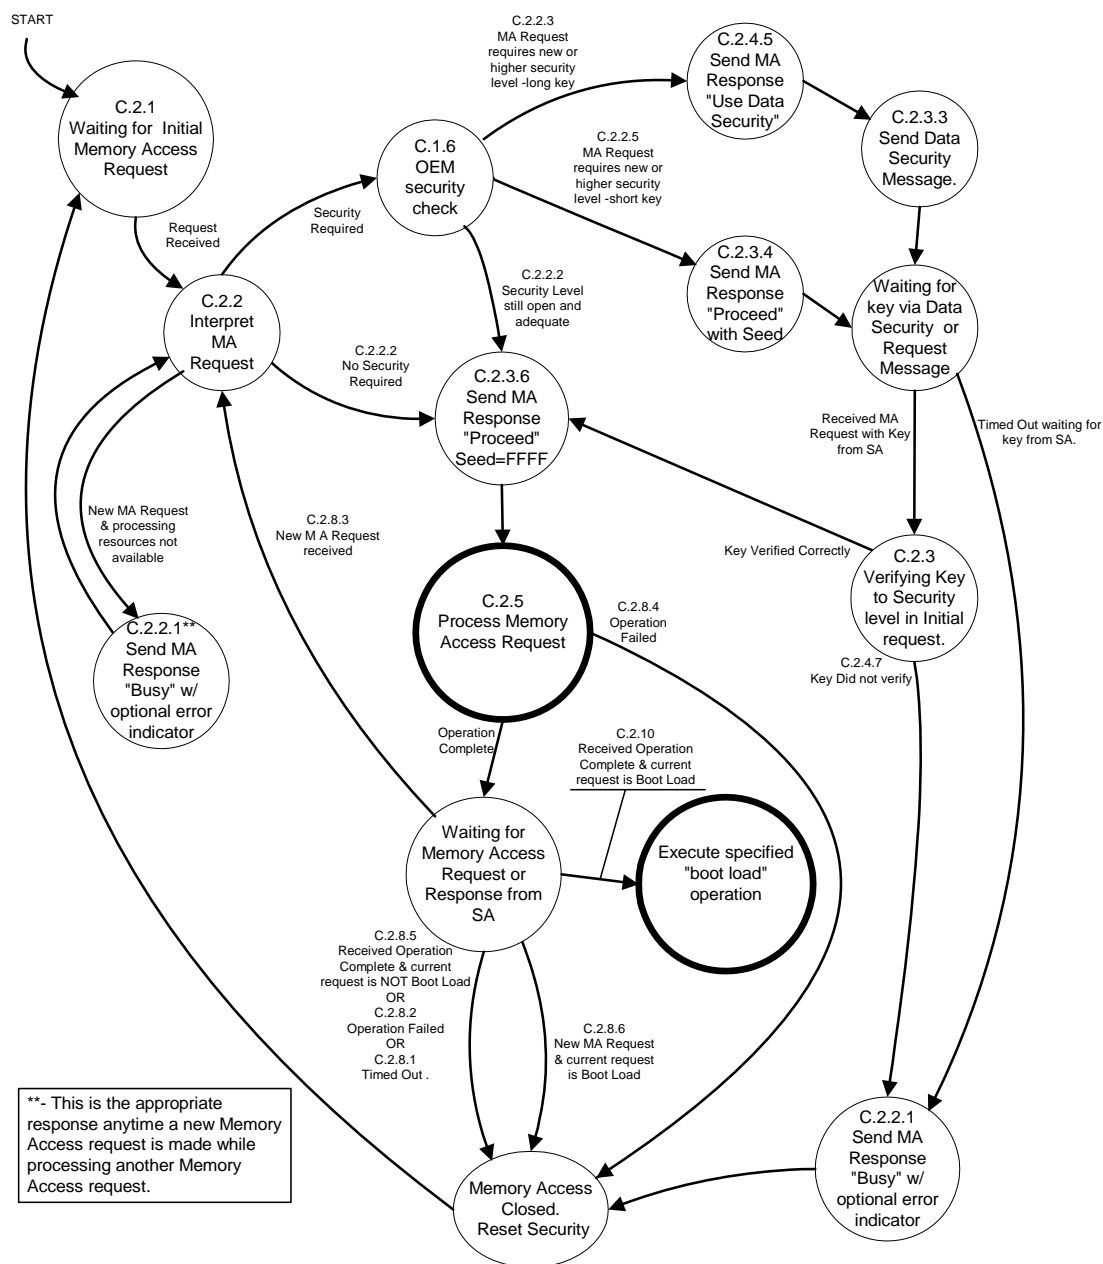 START
C.2.1
Waiting for Initial
Memory Access
Request
C.2.2.3
MA Request
requires new or
higher security
level -long key
C.2.4.5
Send MA
Response
"Use Data
Security"
C.2.3.3
Send Data
Security
Message.
C.1.6
OEM
security
check
C.2.2.5
MA Request
requires new or
higher security
level -short key
Security
Required
Request
Received
C.2.2
Interpret
MA
Request
C.2.2.2
Security Level
still open and
adequate
C.2.3.4
Send MA
Response
"Proceed"
with Seed
Waiting for
key via Data
Security or
Request
Message
C.2.2.2
No Security
Required
C.2.3.6
Send MA
Response
"Proceed"
Seed=FFFF
Received MA
Request with Key
from SA
Timed Out waiting for
key from SA.
New MA Request
& processing
resources not
available
C.2.8.3
New M A Request
received
Key Verified Correctly
C.2.3
Verifying Key
to Security
level in Initial
request.
C.2.5
Process Memory
Access Request
C.2.8.4
Operation
Failed
C.2.2.1**
Send MA
Response
"Busy" w/
optional error
indicator
C.2.4.7
Key Did not verify
Operation
Complete
C.2.10
Received Operation
Complete & current
request is Boot Load
Waiting for
Memory Access
Request or
Response from
SA
Execute specified
"boot load"
operation
C.2.8.5
Received Operation
Complete & current
request is NOT Boot Load
OR
C.2.8.2
Operation Failed
OR
C.2.8.1
Timed Out .
C.2.8.6
New MA Request
& current request
is Boot Load
**- This is the appropriate
response anytime a new Memory
Access request is made while
processing another Memory
Access request.
C.2.2.1
Send MA
Response
"Busy" w/
optional error
indicator
Memory Access
Closed.
Reset Security